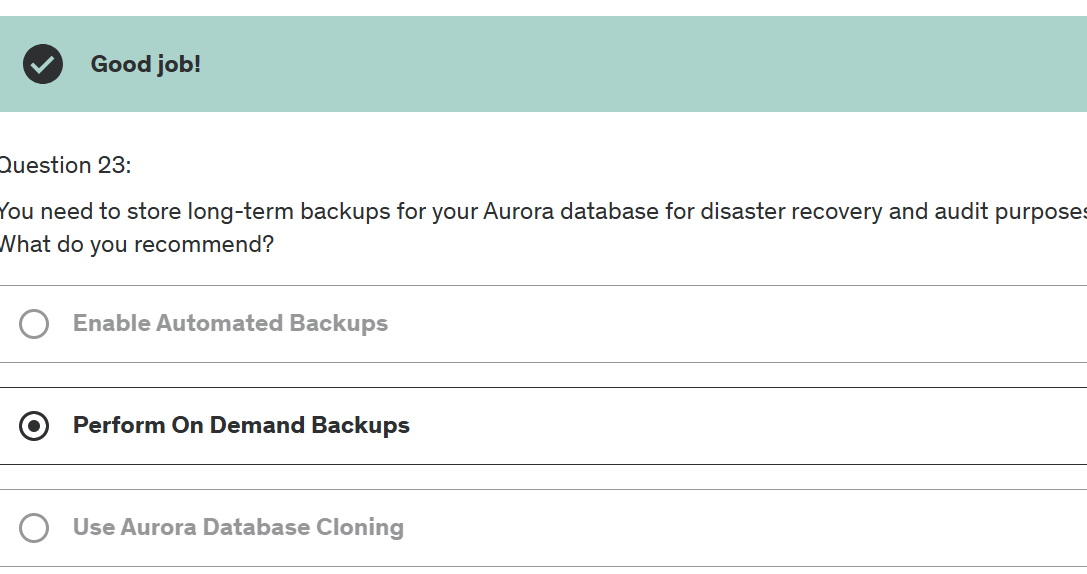 Good job!
Question 23:
You need to store long-term backups for your Aurora database for disaster recovery and audit purposes
What do you recommend?
Enable Automated Backups
Perform On Demand Backups
Use Aurora Database Cloning